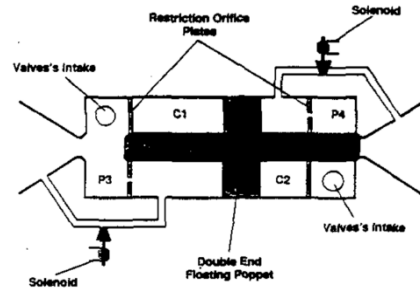 Restriction Orifice
Plates
Solenoid
Valves's Intake
C1
P4
P3
C2
Valves's Intake
Double End
Floating Poppet
Solenoid